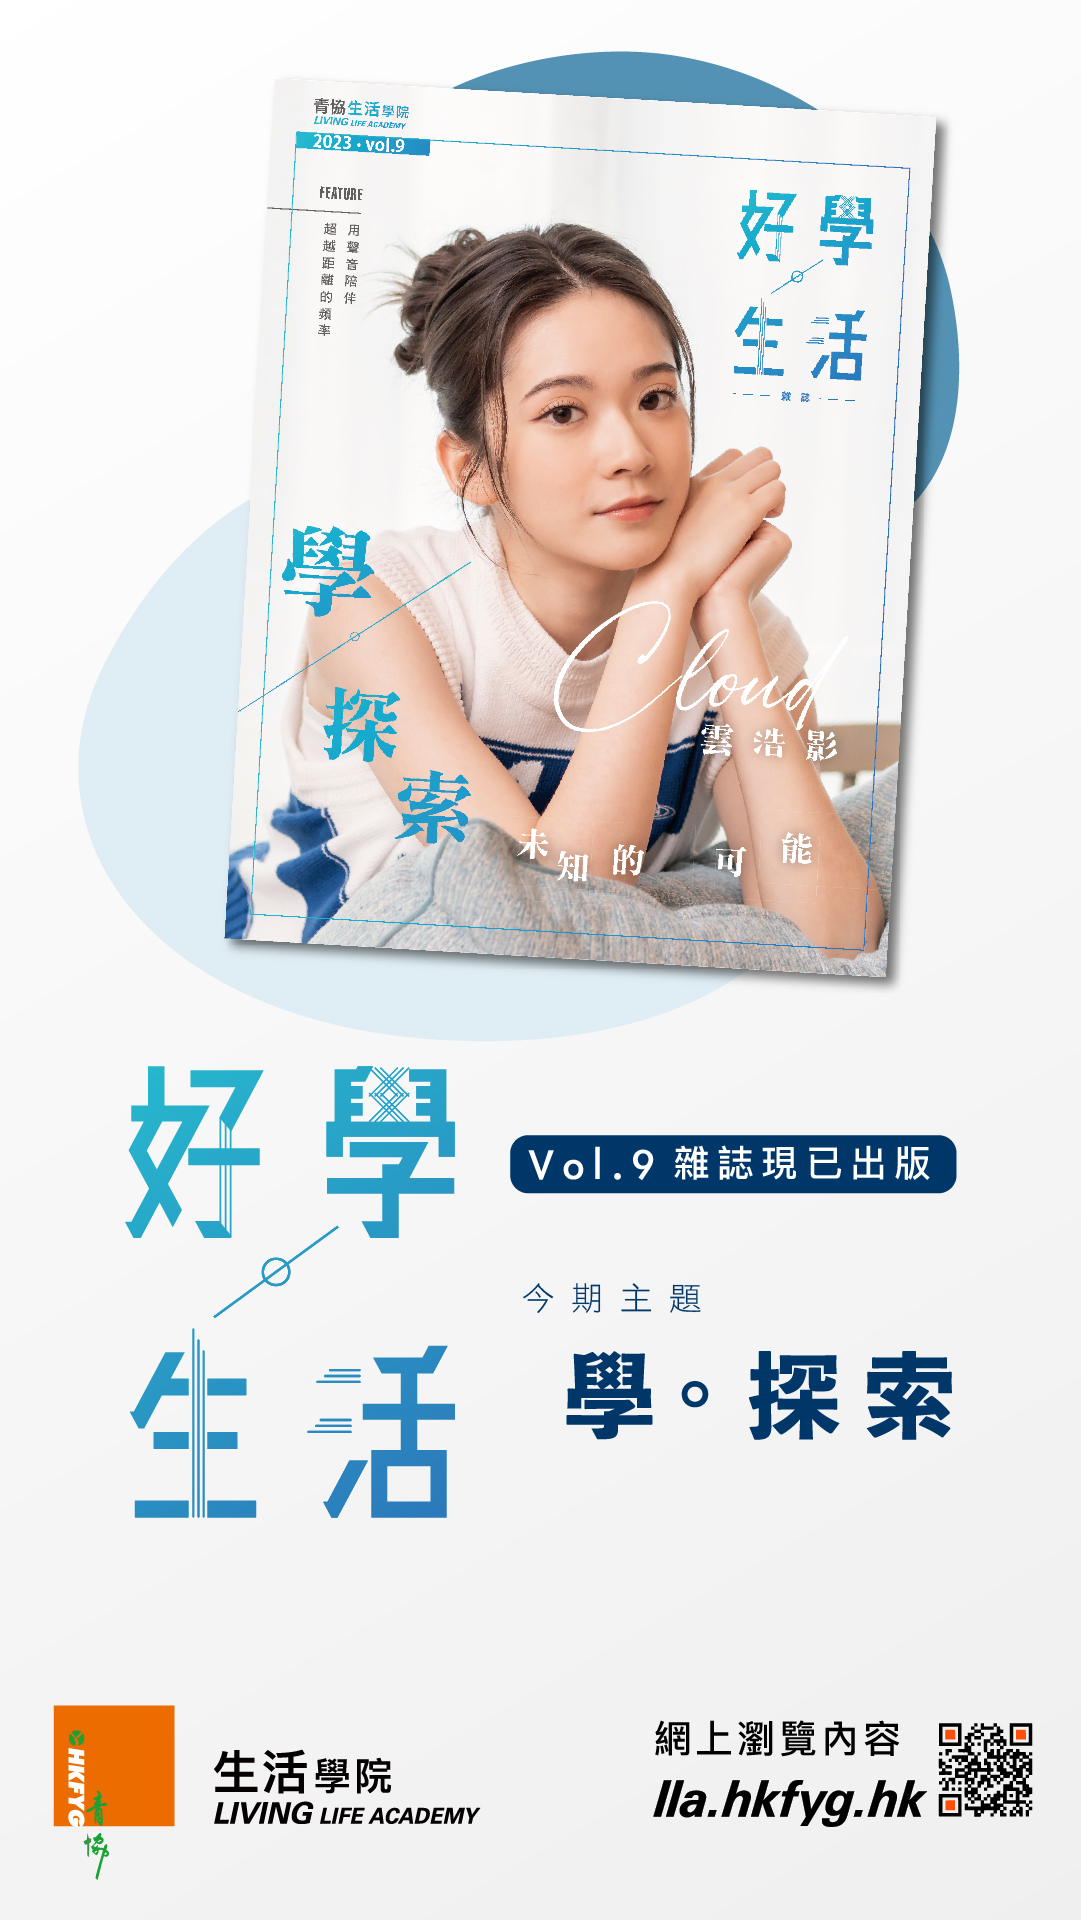 青協生活學院
LIVING LIFE ACADEMY
2023 · vol.9
FEATURE
用聲音陪伴
超越距離的頻率
好學
生活
雜誌
學
探
索
Cloud
雲浩影
未知的可能
好學
生活
Vol.9 雜誌現已出版
今期主題
學。探索
HKFYG
青協
生活學院
LIVING LIFE ACADEMY
網上瀏覽內容
lla.hkfyg.hk